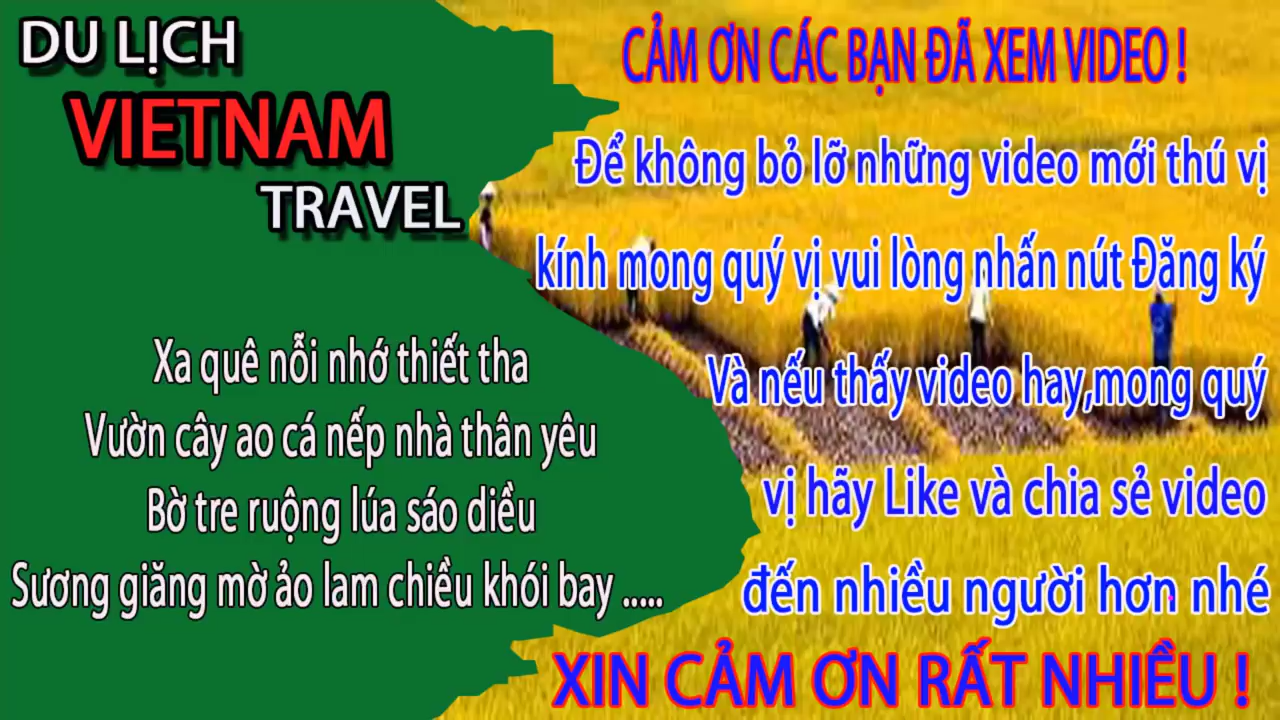 DU LỊCH
VIETNAM
TRAVEL
Xa quê nỗi nhớ thiết tha
Vườn cây ao cá nếp nhà thân yêu
Bờ tre ruộng lúa sáo diều
Sương giăng mờ ảo lam chiều khói bay .....
CẢM ƠN CÁC BẠN ĐÃ XEM VIDEO !
Để không bỏ lỡ những video mới thú vị
kính mong quý vị vui lòng nhấn nút Đăng ký
Và nếu thấy video hay,mong quý
vị hãy Like và chia sẻ video
đến nhiều người hơn nhé
XIN CẢM ƠN RẤT NHIỀU !